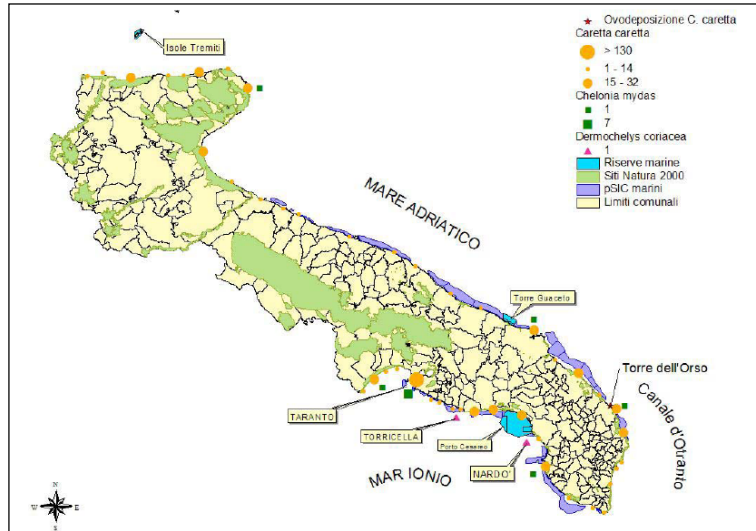 Isole Tremiti
Ovodeposizione C. caretta
Caretta caretta
> 130
1 - 14
15 - 32
Chelonia mydas
1
7
Dermochelys coriacea
1
Riserve marine
Siti Natura 2000
pSIC marini
Limiti comunali
MARE ADRIATICO
Torre Guaceto
Torre dell'Orso
Canale d'Otranto
TARANTO
TORRICELLA
Porto Cesareo
NARDO'
MAR IONIO
N
W E
S